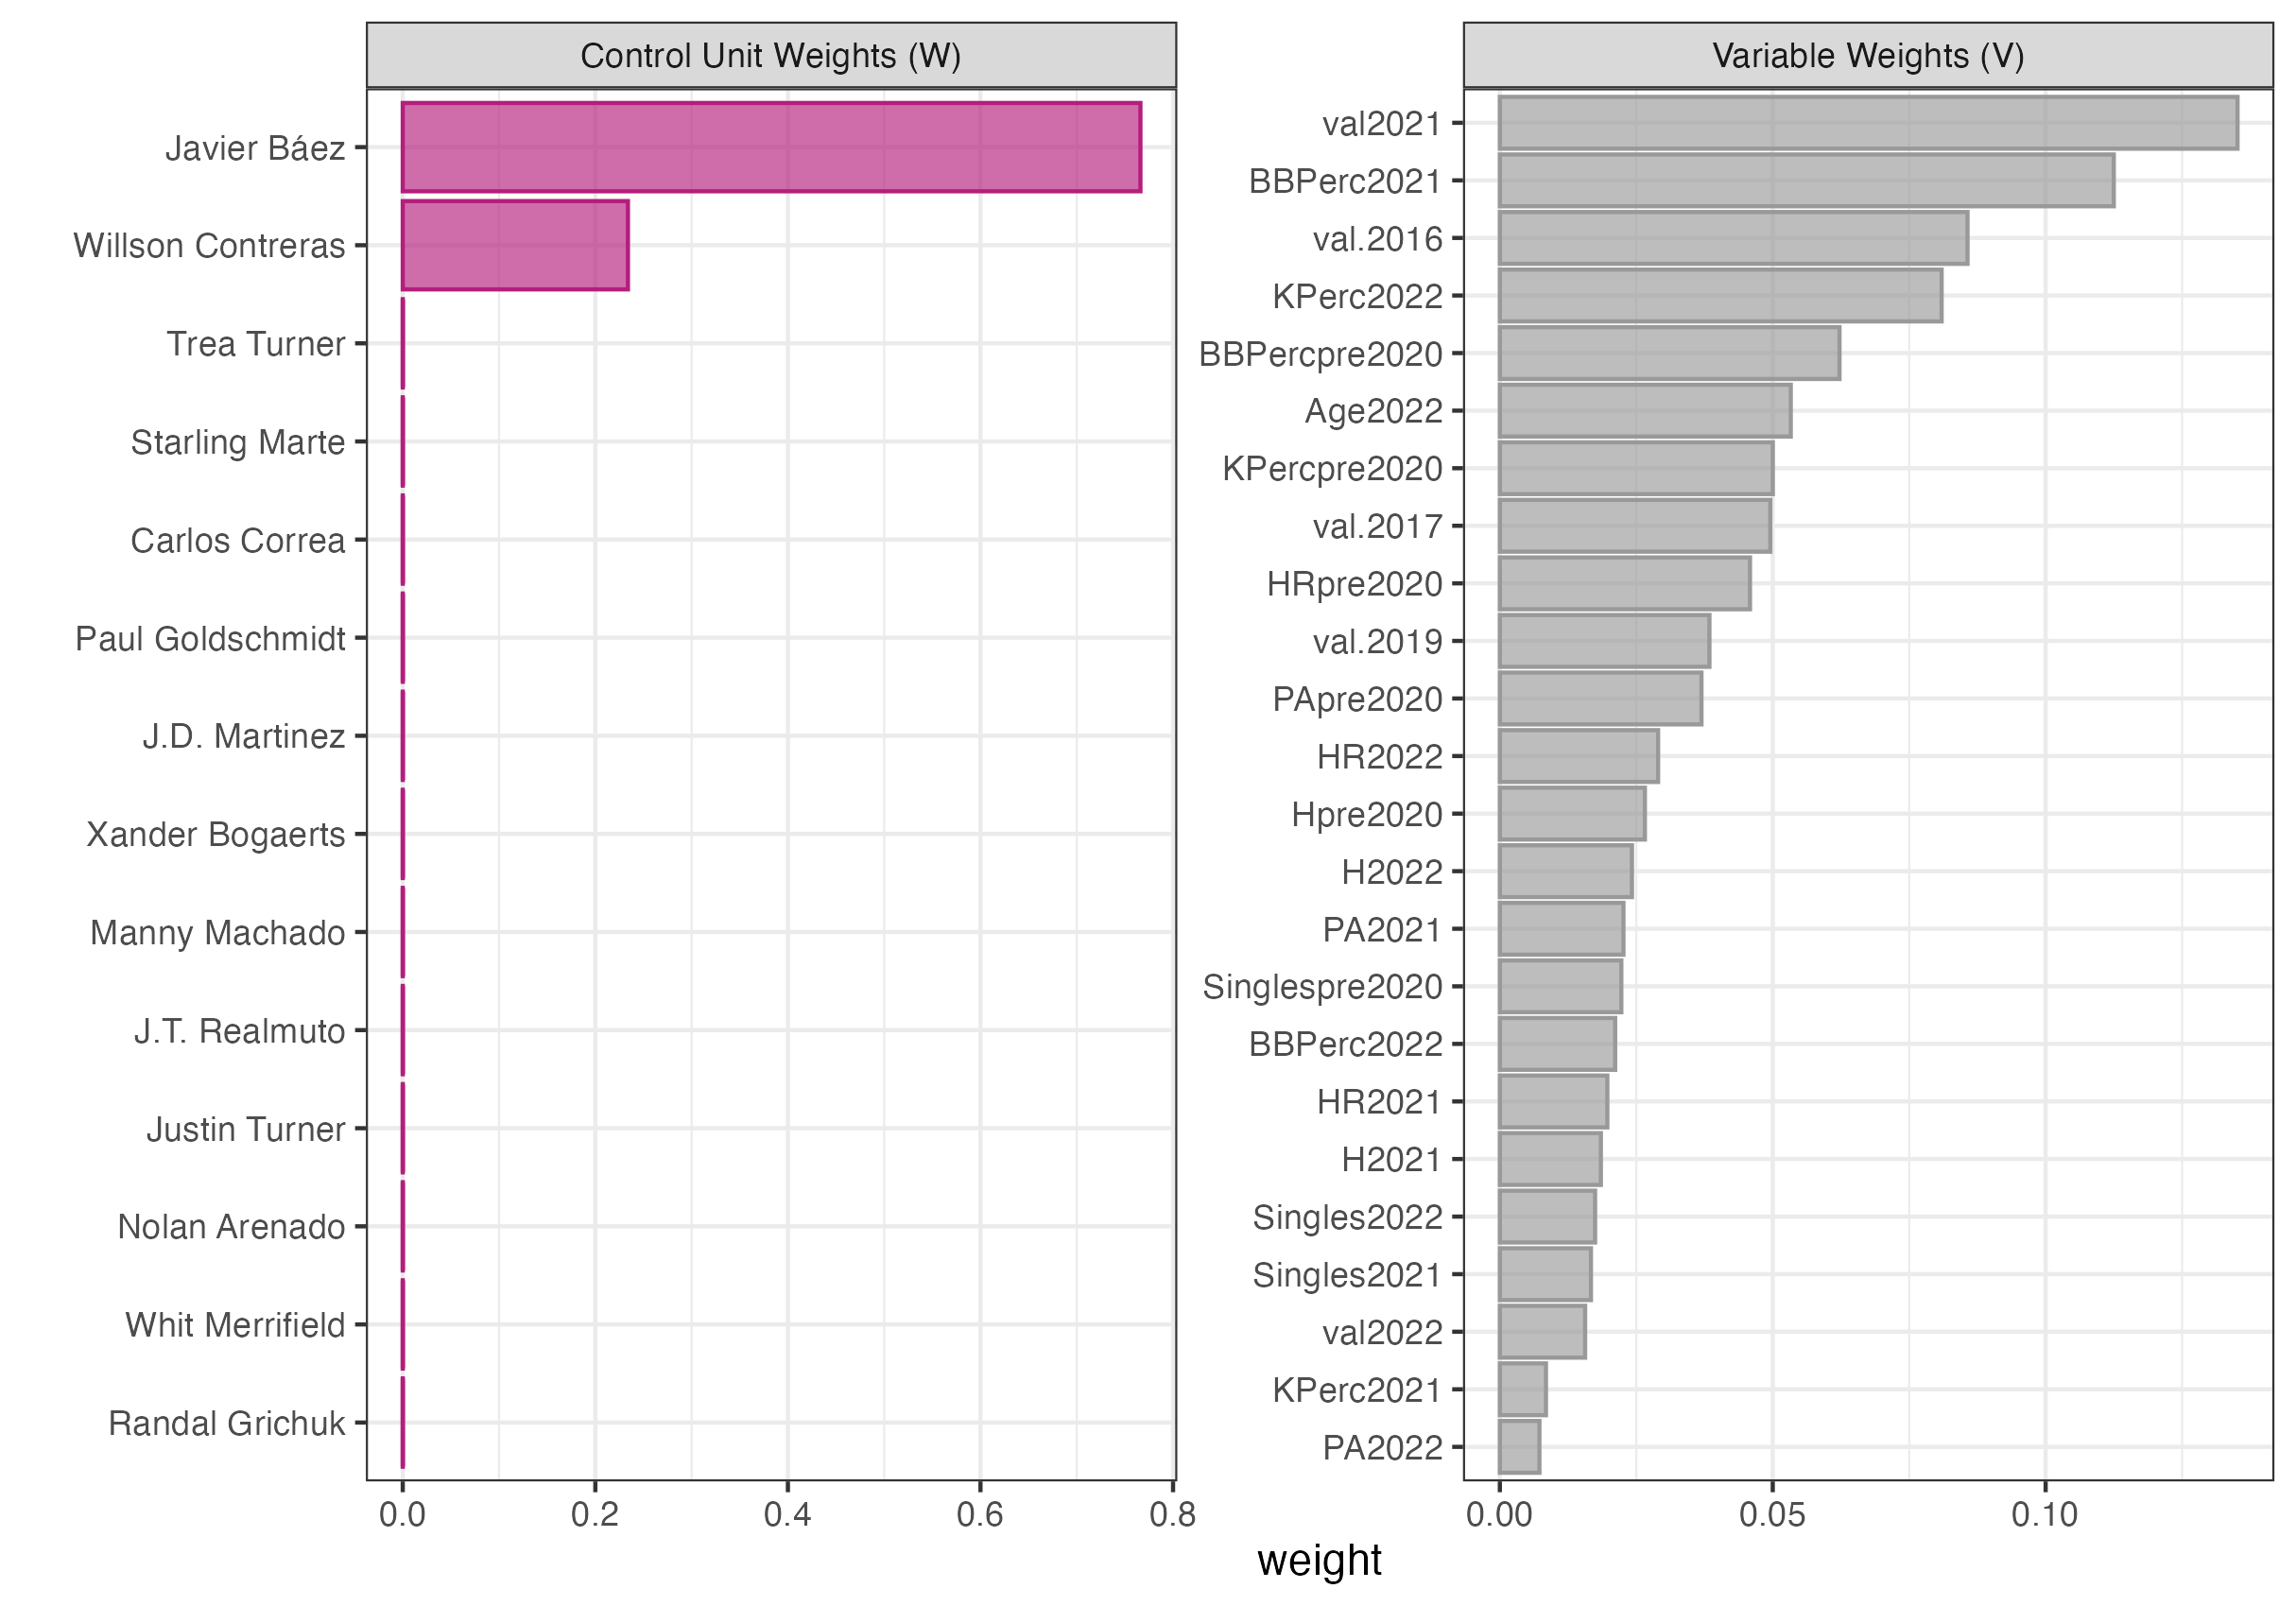 Control Unit Weights (W)
Javier Báez
Willson Contreras
Trea Turner
Starling Marte
Carlos Correa
Paul Goldschmidt
J.D. Martinez
Xander Bogaerts
Manny Machado
J.T. Realmuto
Justin Turner
Nolan Arenado
Whit Merrifield
Randal Grichuk
0.0 0.2 0.4 0.6 0.8
Variable Weights (V)
val2021
BBPerc2021
val.2016
KPerc2022
BBPercpre2020
Age2022
KPercpre2020
val.2017
HRpre2020
val.2019
PApre2020
HR2022
Hpre2020
H2022
PA2021
Singlespre2020
BBPerc2022
HR2021
H2021
Singles2022
Singles2021
val2022
KPerc2021
PA2022
0.00 0.05 0.10
weight